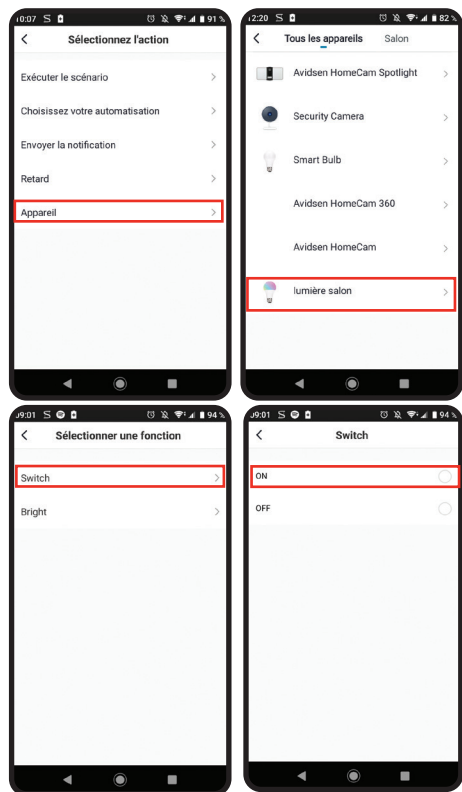 10:07 S 91 %
Sélectionnez l'action
Exécuter le scénario
Choisissez votre automatisation
Envoyer la notification
Retard
Appareil
12:20 S 82 %
Tous les appareils Salon
Avidsen HomeCam Spotlight
Security Camera
Smart Bulb
Avidsen HomeCam 360
Avidsen HomeCam
lumière salon
09:01 S 94 %
Sélectionner une fonction
Switch
Bright
09:01 S 94 %
Switch
ON
OFF